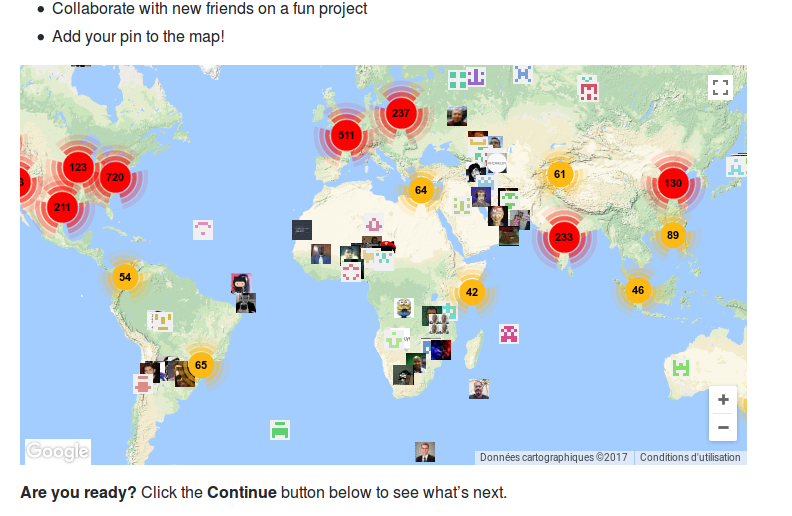 Collaborate with new friends on a fun project
Add your pin to the map!
237
511
123
720
3
211
64
61
130
233
89
54
42
46
65
+
−
Google
Données cartographiques ©2017
Conditions d'utilisation
Are you ready? Click the Continue button below to see what's next.